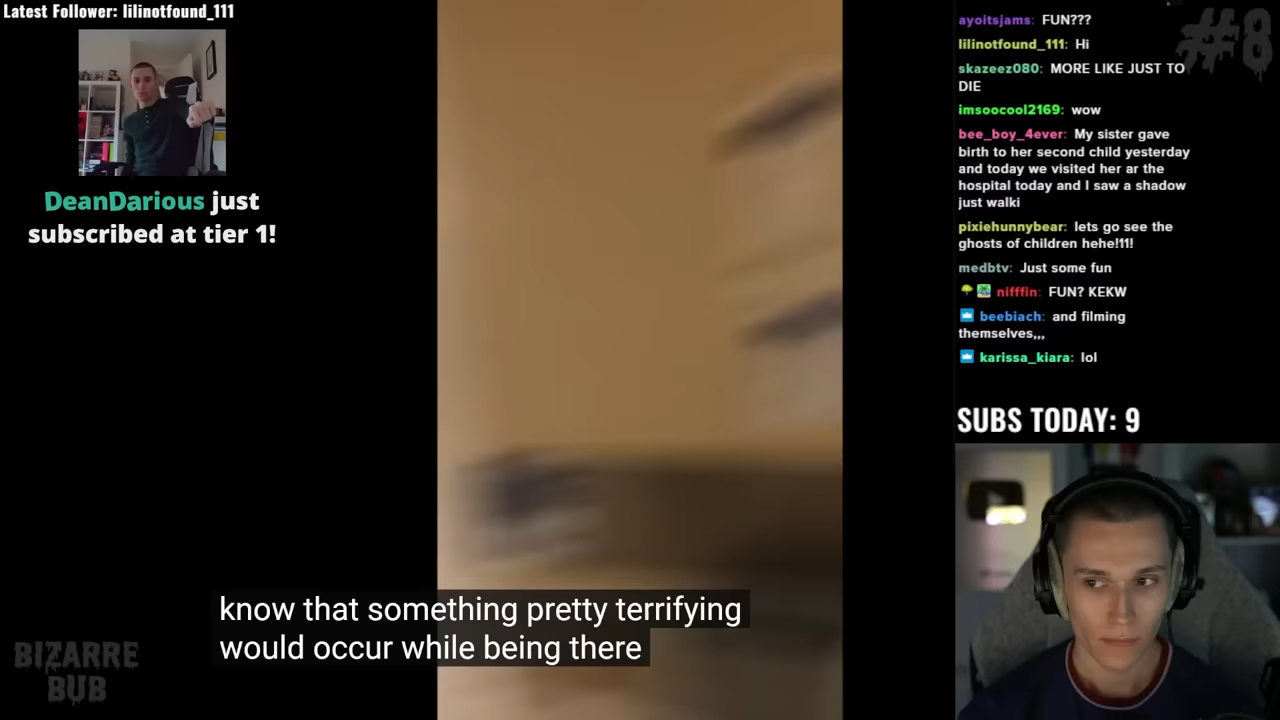 Latest Follower: lilinotfound_111
DeanDarious just
subscribed at tier 1!
know that something pretty terrifying
would occur while being there
BIZARRE
BUB
#8
ayoitsjams: FUN???
lilinotfound_111: Hi
skazeez080: MORE LIKE JUST TO
DIE
imsoocool2169: wow
bee_boy_4ever: My sister gave
birth to her second child yesterday
and today we visited her ar the
hospital today and I saw a shadow
just walki
pixiehunnybear: lets go see the
ghosts of children hehe!11!
medbtv: Just some fun
nifffin: FUN? KEKW
beebiach: and filming
themselves,,,
karissa_kiara: lol
SUBS TODAY: 9